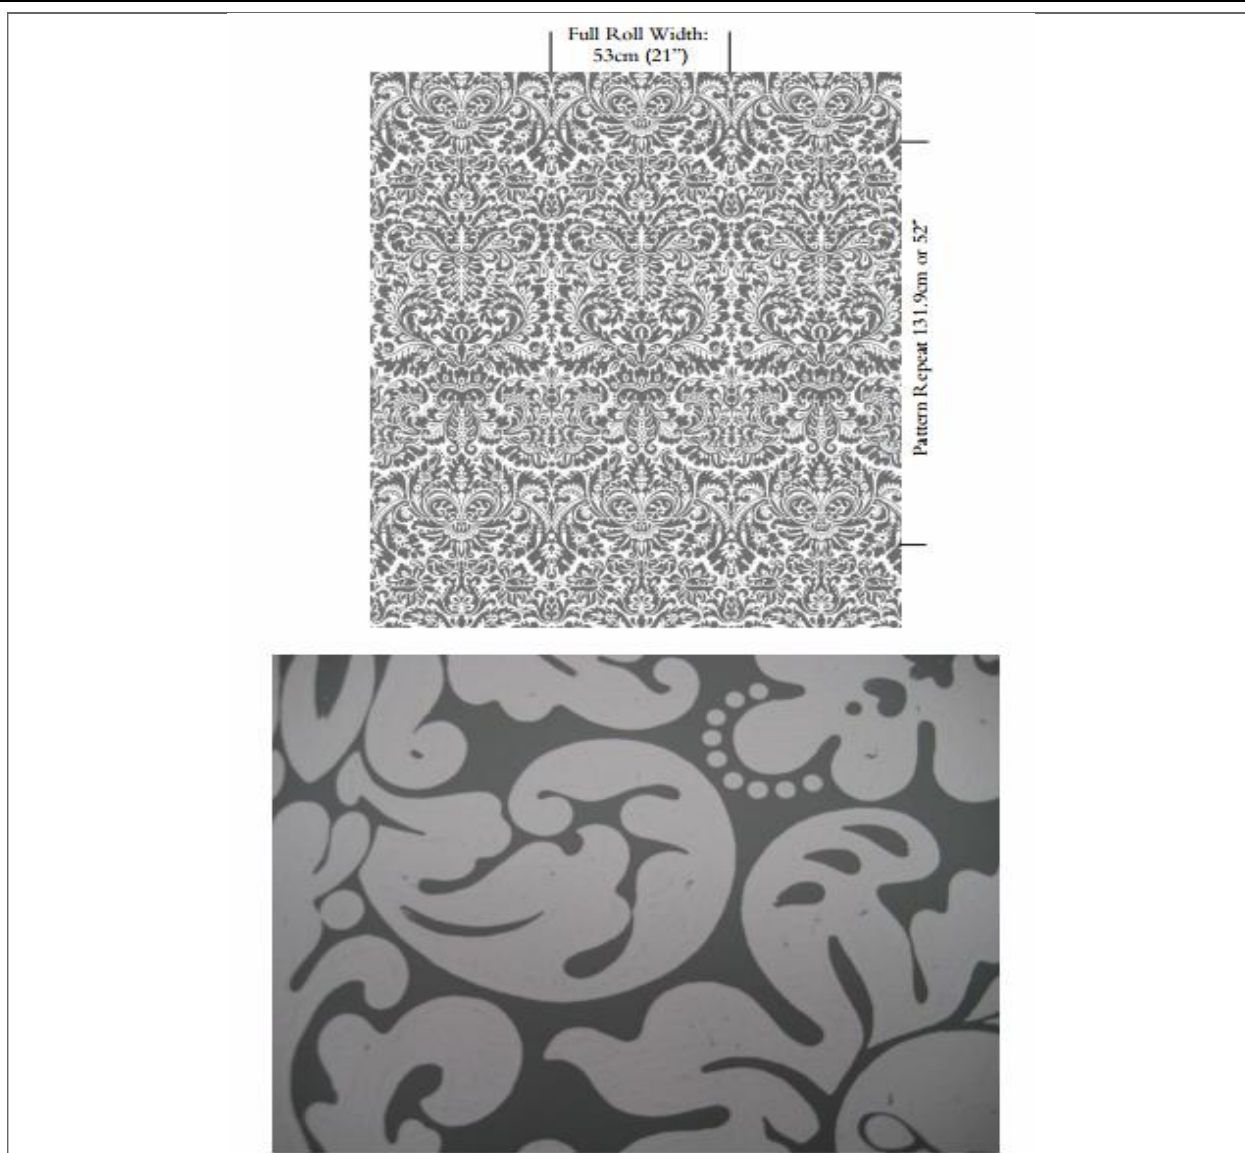 Full Roll Width:
53cm (21”)
Pattern Repeat 131.9cm or 52”